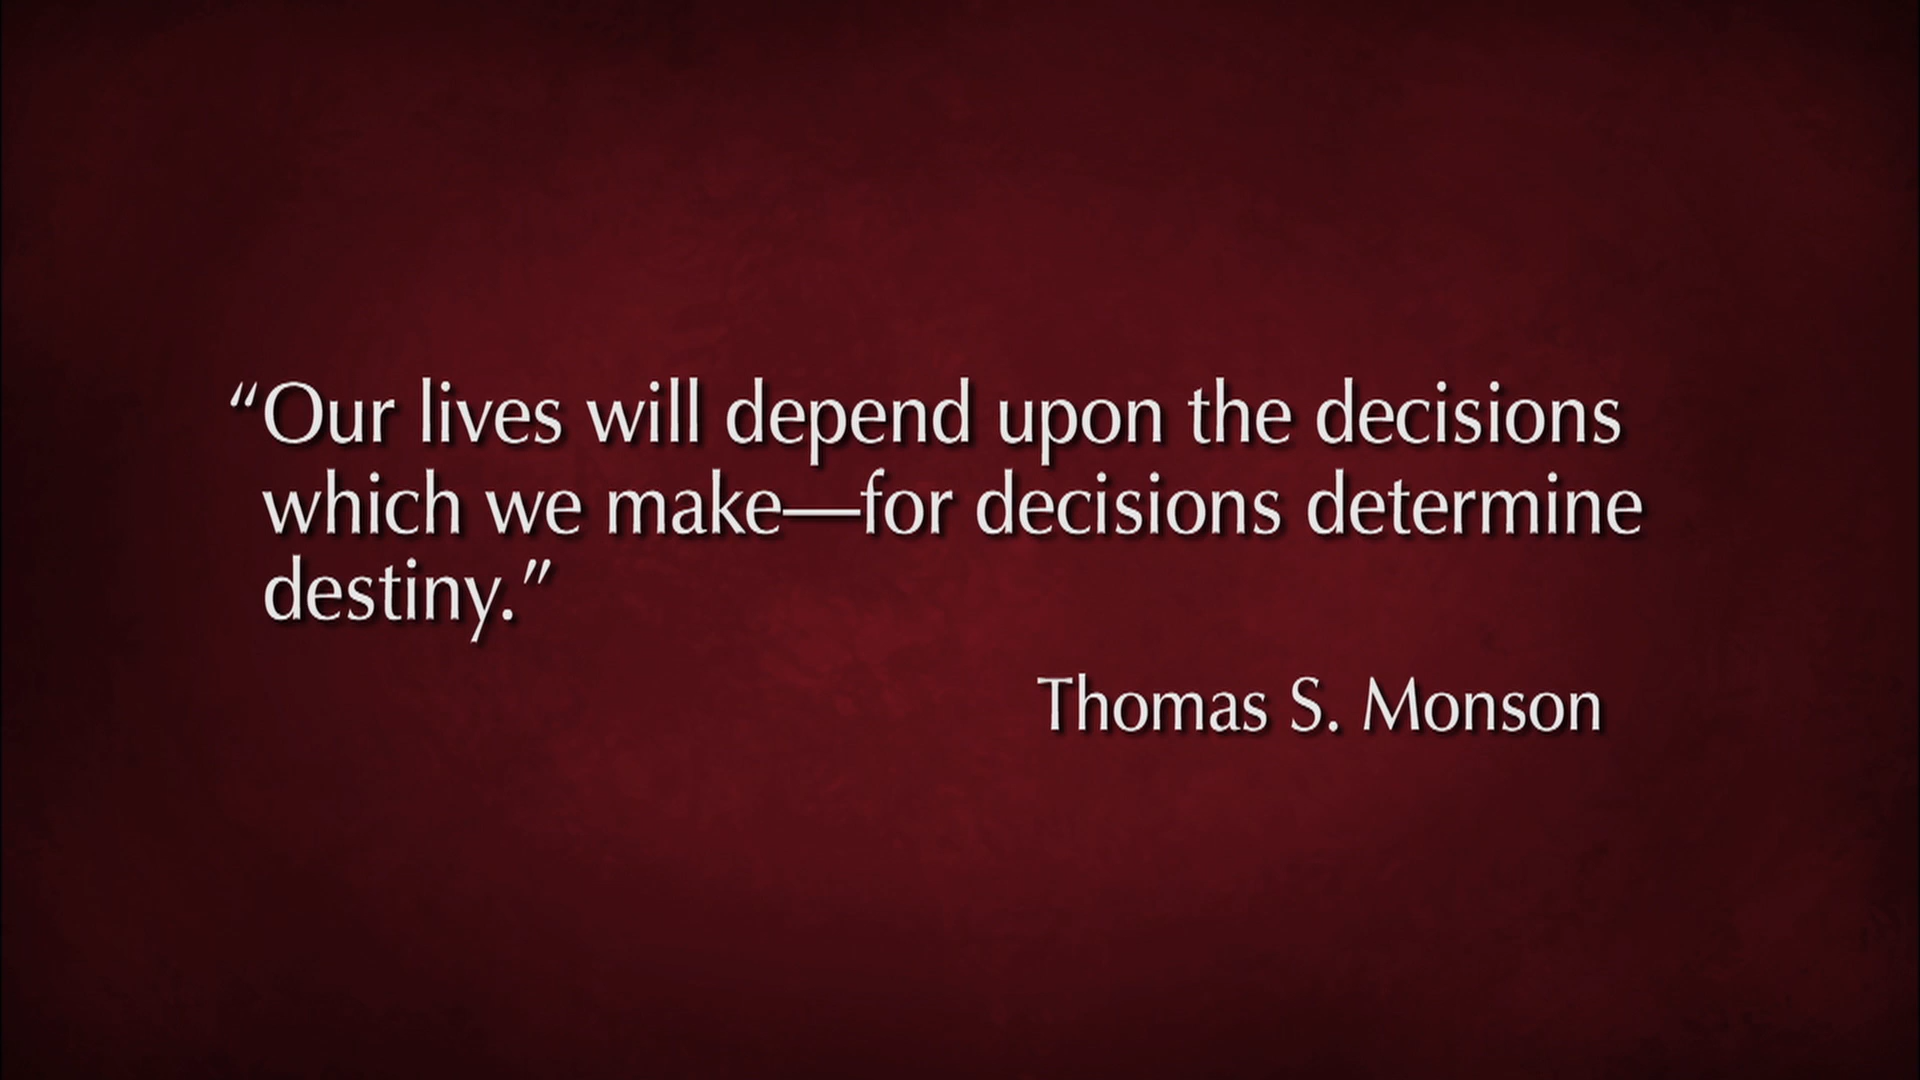 “Our lives will depend upon the decisions
which we make—for decisions determine
destiny.”
Thomas S. Monson